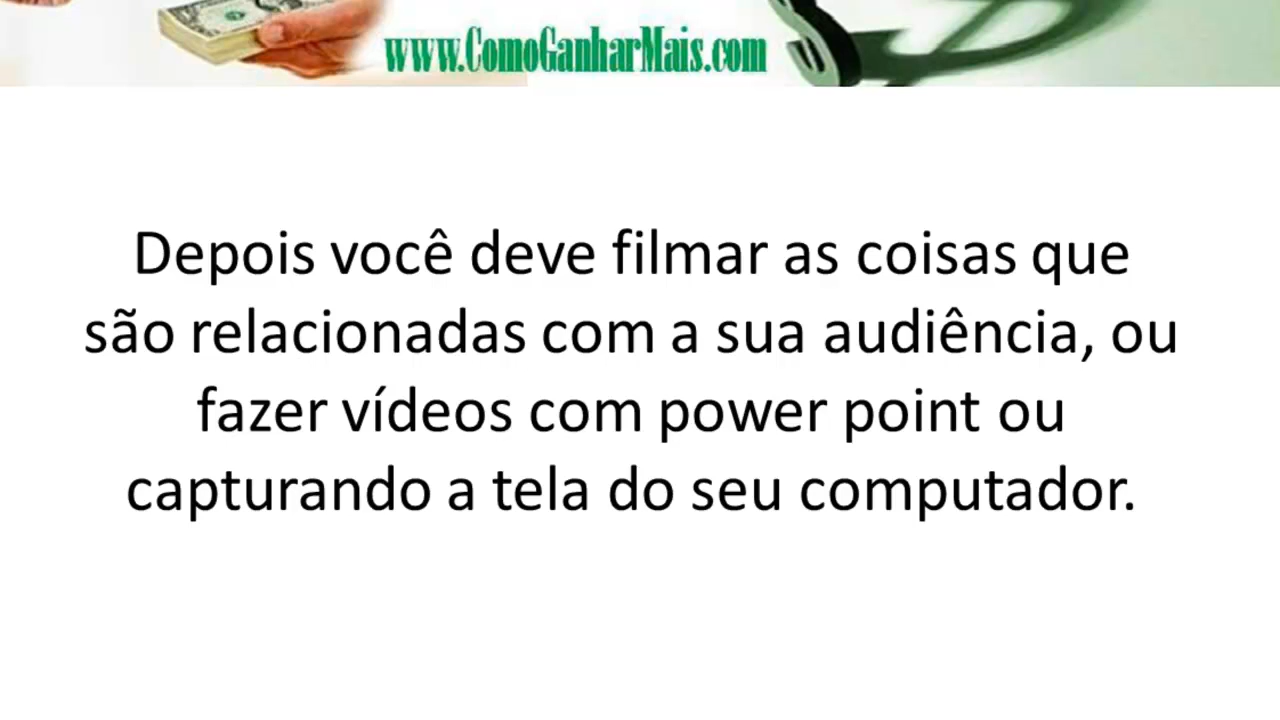 www.ComoGanharMais.com
Depois você deve filmar as coisas que
são relacionadas com a sua audiência, ou
fazer vídeos com power point ou
capturando a tela do seu computador.